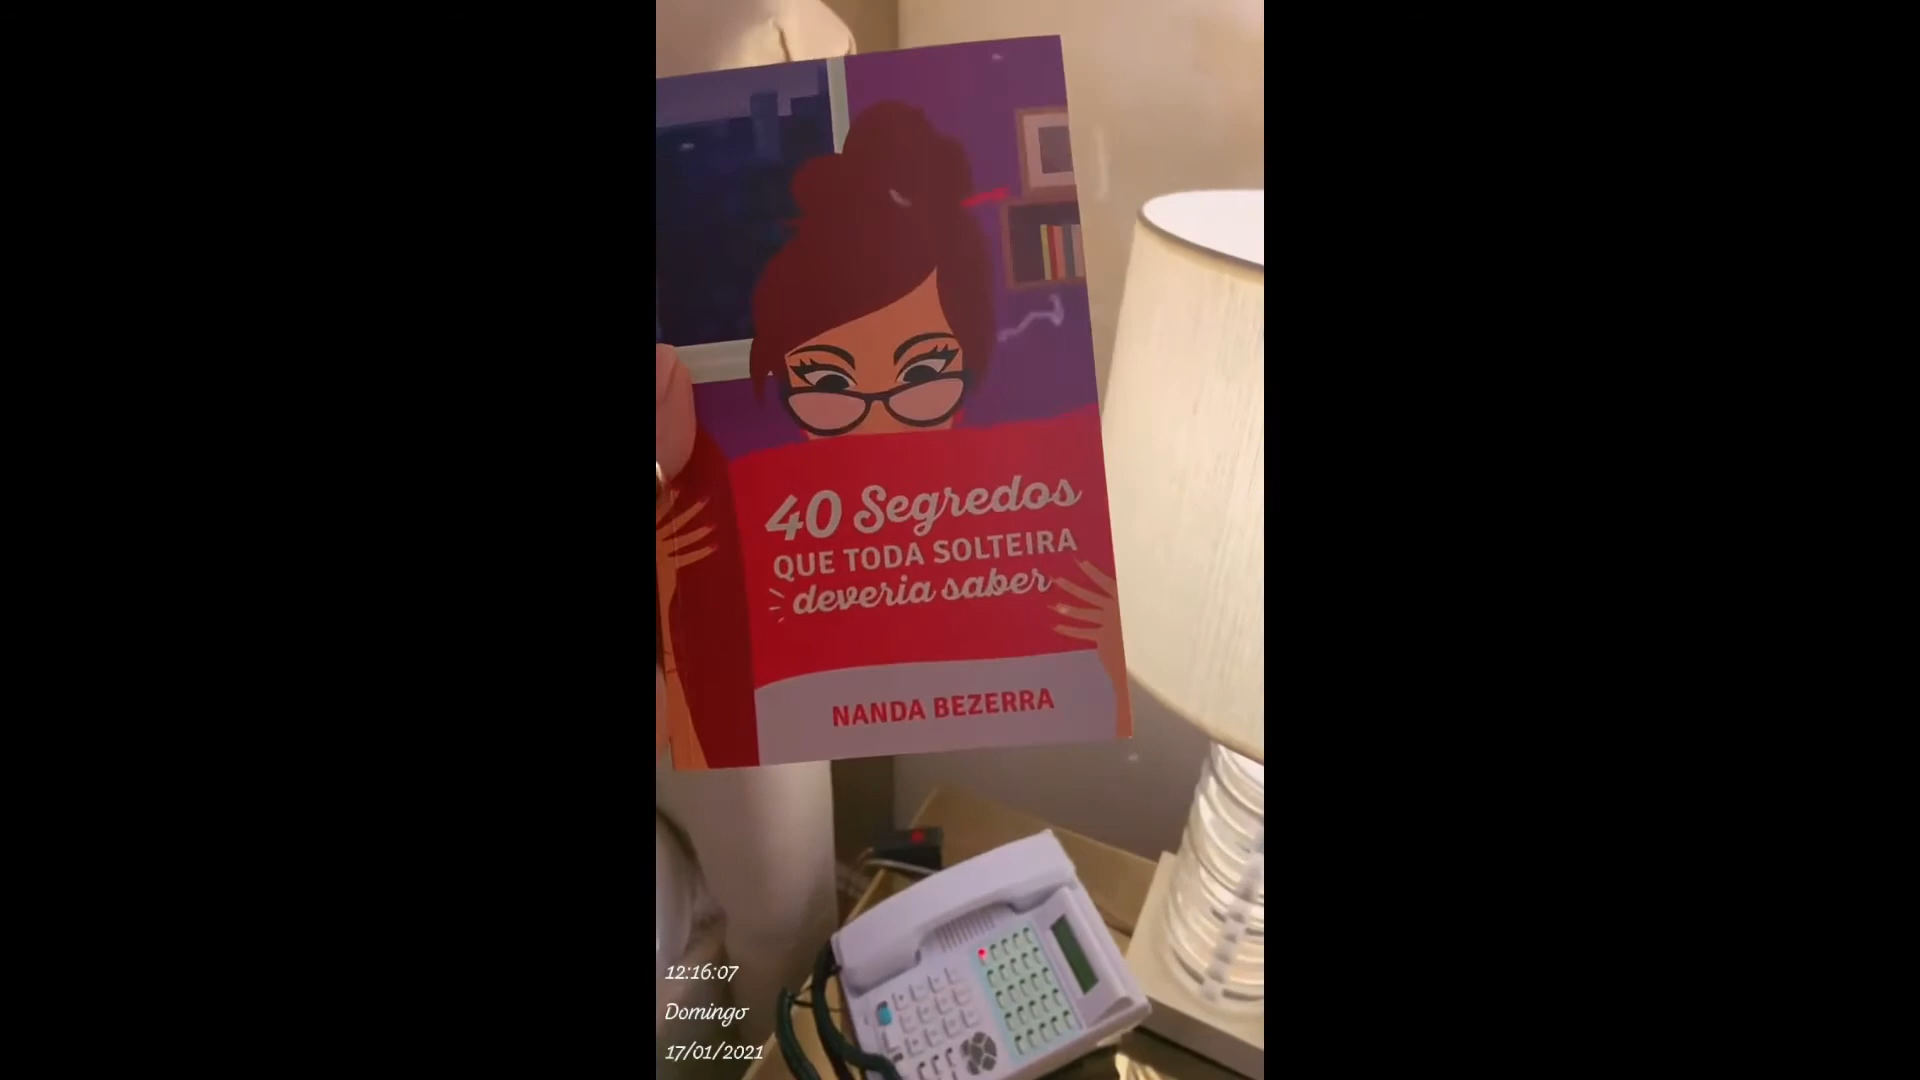 40 Segredos
QUE TODA SOLTEIRA
deveria saber
NANDA BEZERRA
12:16:07
Domingo
17/01/2021